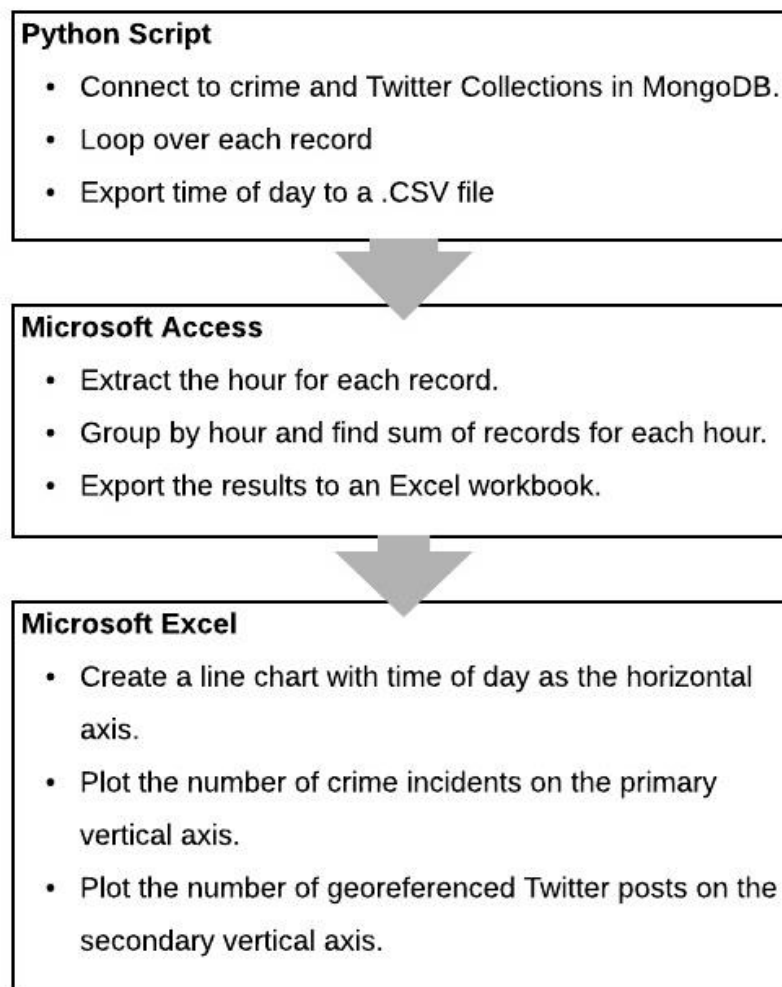 Python Script
• Connect to crime and Twitter Collections in MongoDB.
• Loop over each record
• Export time of day to a .CSV file
Microsoft Access
• Extract the hour for each record.
• Group by hour and find sum of records for each hour.
• Export the results to an Excel workbook.
Microsoft Excel
• Create a line chart with time of day as the horizontal
axis.
• Plot the number of crime incidents on the primary
vertical axis.
• Plot the number of georeferenced Twitter posts on the
secondary vertical axis.